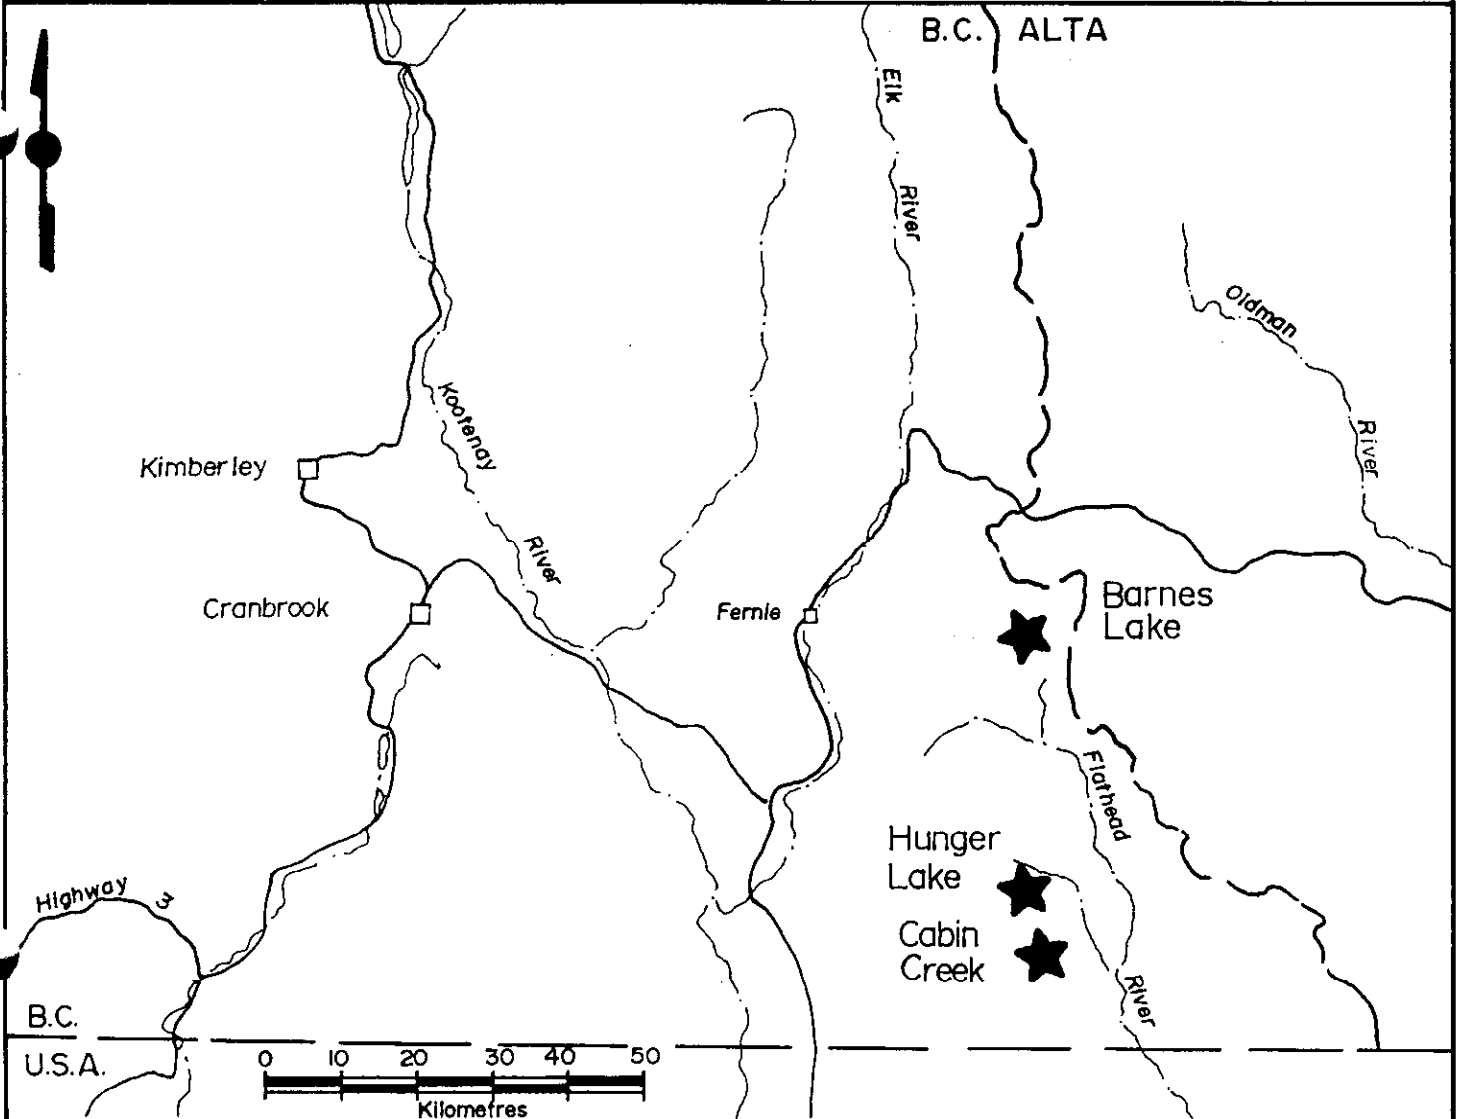 B.C. ALTA
Elk
River
Oldman
River
Kootenay
River
Kimberley
Cranbrook
Fernie
Barnes
Lake
Flathead
River
Hunger
Lake
Cabin
Creek
Highway 3
B.C.
U.S.A.
0 10 20 30 40 50
Kilometres